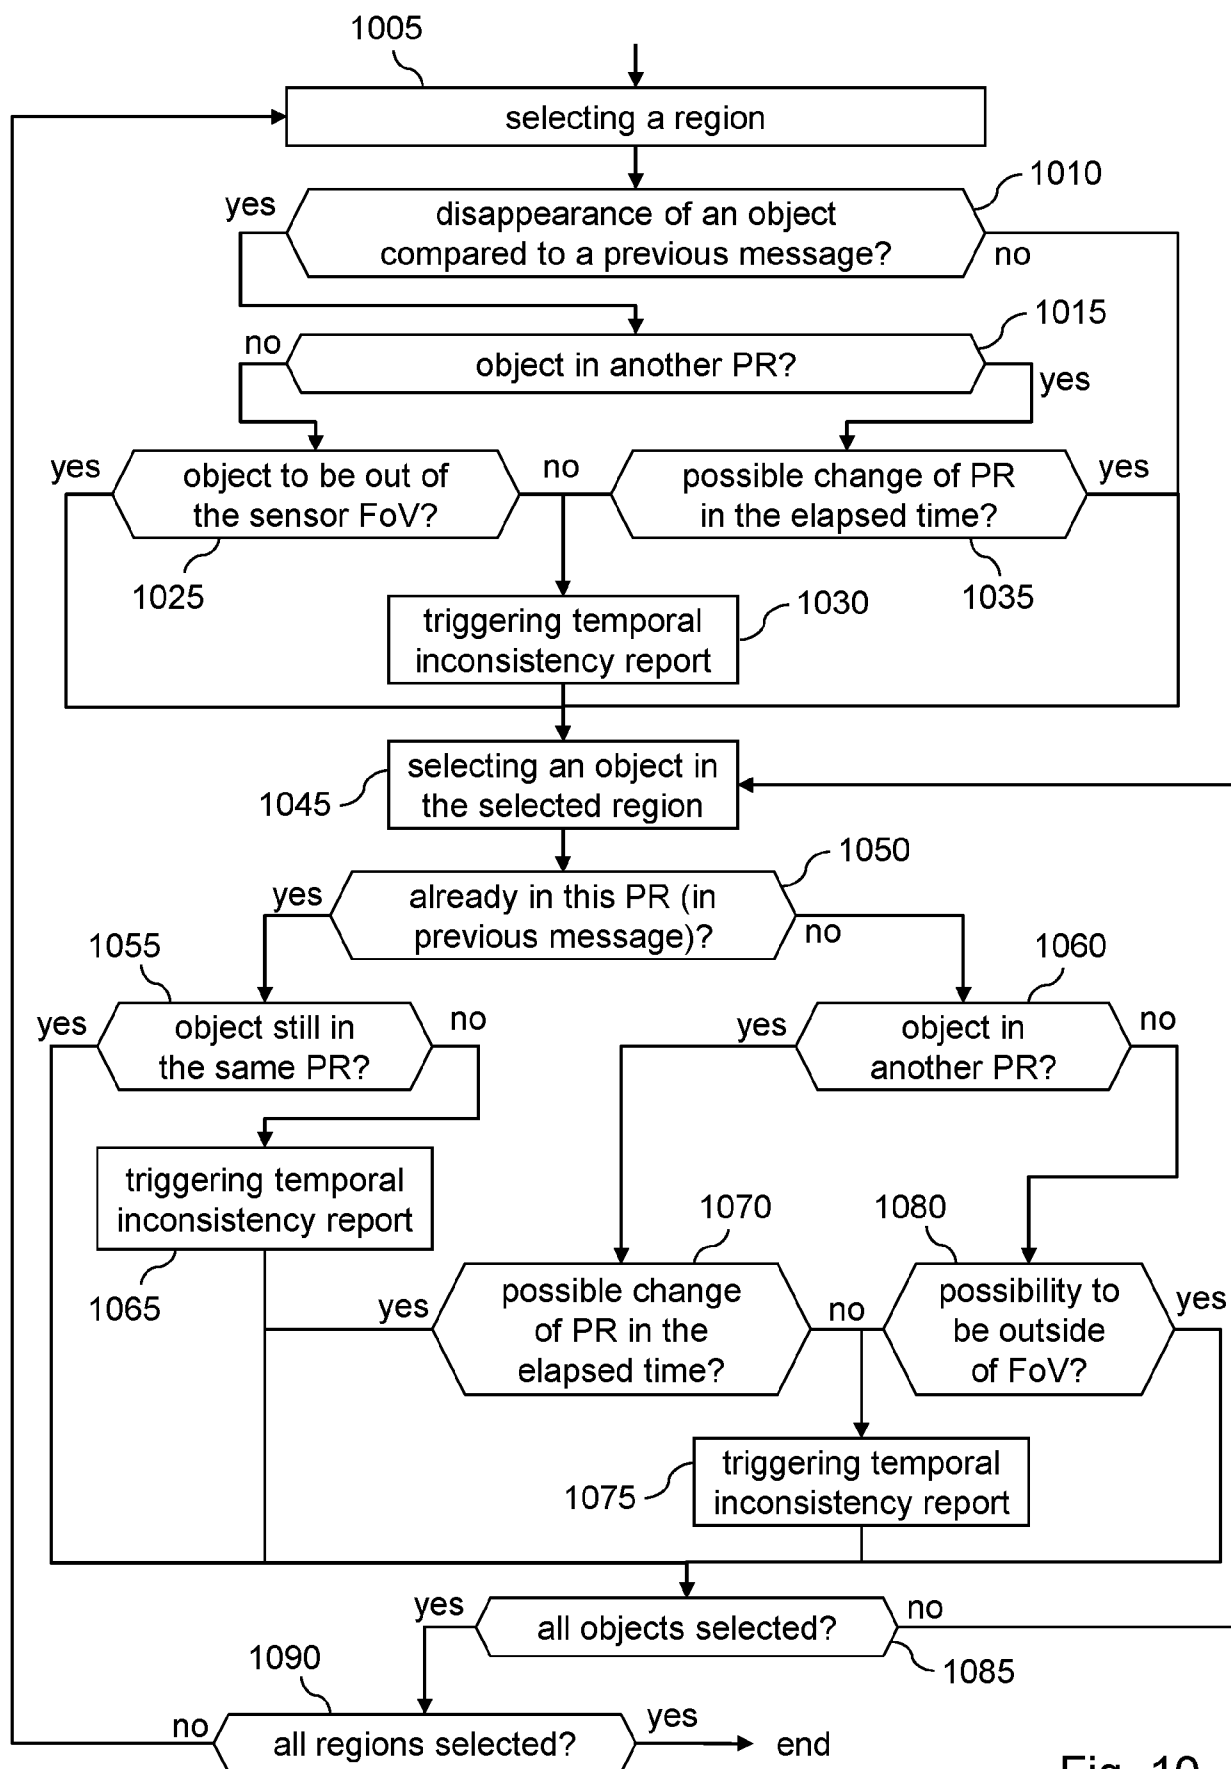 1005
selecting a region
1010
yes
disappearance of an object
compared to a previous message?
no
1015
no
object in another PR?
yes
yes
object to be out of
the sensor FoV?
no
possible change of PR
in the elapsed time?
yes
1025
1035
1030
triggering temporal
inconsistency report
selecting an object in
the selected region
1045
1050
yes
already in this PR (in
previous message)?
no
1055
1060
yes
object still in
the same PR?
no
yes
object in
another PR?
no
triggering temporal
inconsistency report
1065
1070
1080
yes
possible change
of PR in the
elapsed time?
no
possibility to
be outside
of FoV?
yes
triggering temporal
inconsistency report
1075
yes
all objects selected?
no
1085
1090
no
all regions selected?
yes
end
Fig. 10